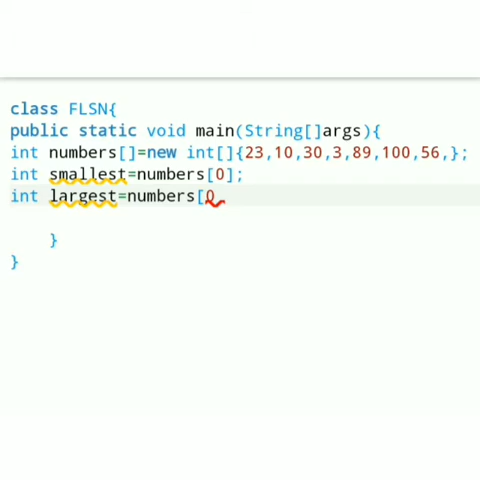 class FLSN{
public static void main(String[]args){
int numbers[]=new int[]{23,10,30,3,89,100,56,};
int smallest=numbers[0];
int largest=numbers[0
}
}